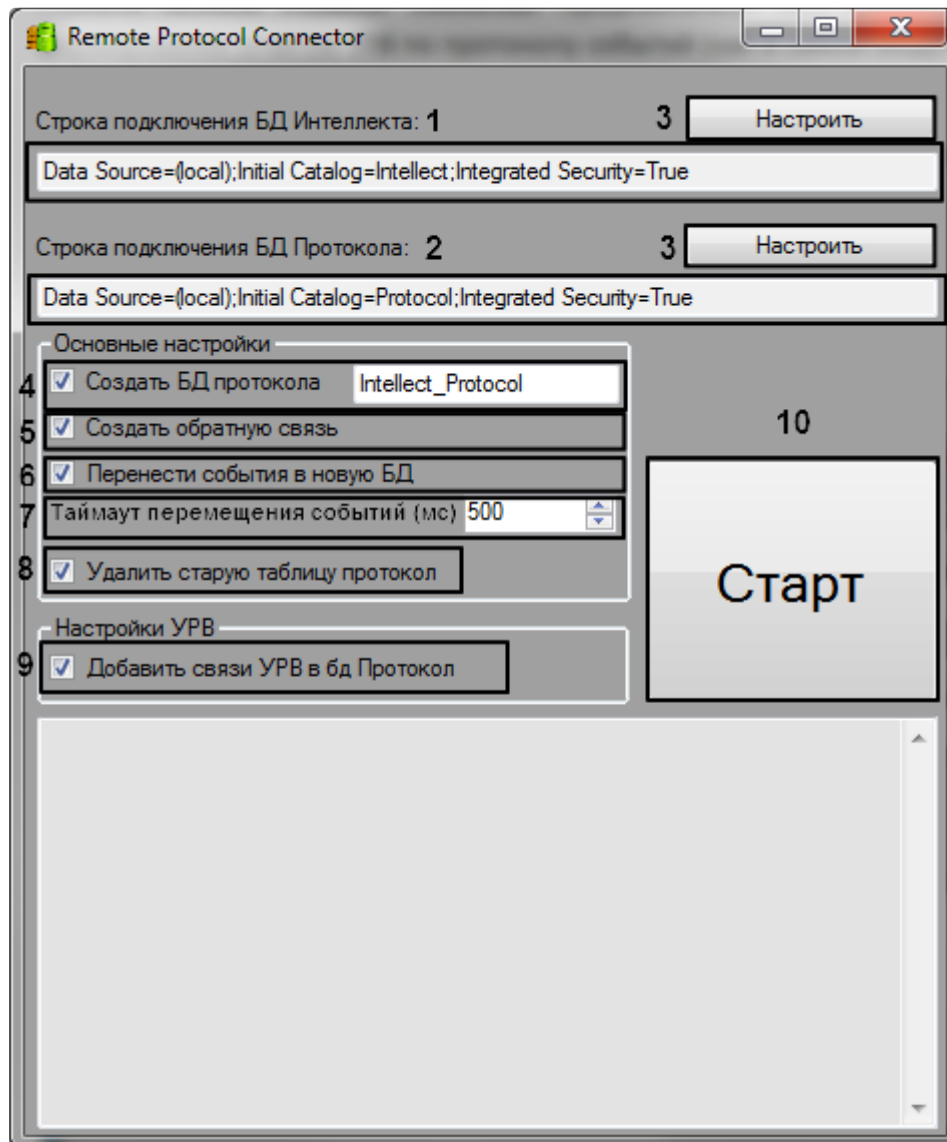 Remote Protocol Connector
Строка подключения БД Интеллекта: 1 3 Настроить
Data Source=(local);Initial Catalog=Intellect;Integrated Security=True
Строка подключения БД Протокола: 2 3 Настроить
Data Source=(local);Initial Catalog=Protocol;Integrated Security=True
Основные настройки
4 Создать БД протокола Intellect_Protocol
5 Создать обратную связь
6 Перенести события в новую БД
7 Таймаут перемещения событий (мс) 500
8 Удалить старую таблицу протокол
10
Старт
Настройки УРВ
9 Добавить связи УРВ в бд Протокол